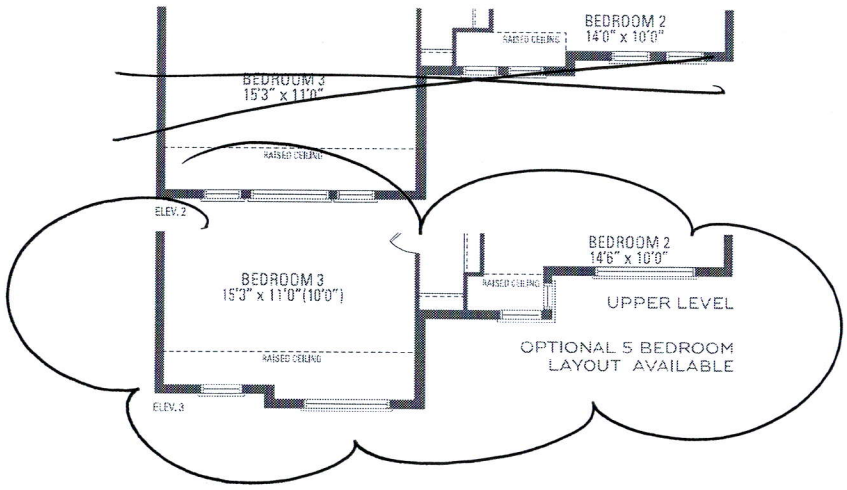 BEDROOM 2
14'0" x 10'0"
RAISED CEILING
BEDROOM 3
15'3" x 11'0"
RAISED CEILING
ELEV. 2
BEDROOM 2
14'6" x 10'0"
BEDROOM 3
15'3" x 11'0"(10'0")
RAISED CEILING
UPPER LEVEL
OPTIONAL 5 BEDROOM
LAYOUT AVAILABLE
RAISED CEILING
ELEV. 3